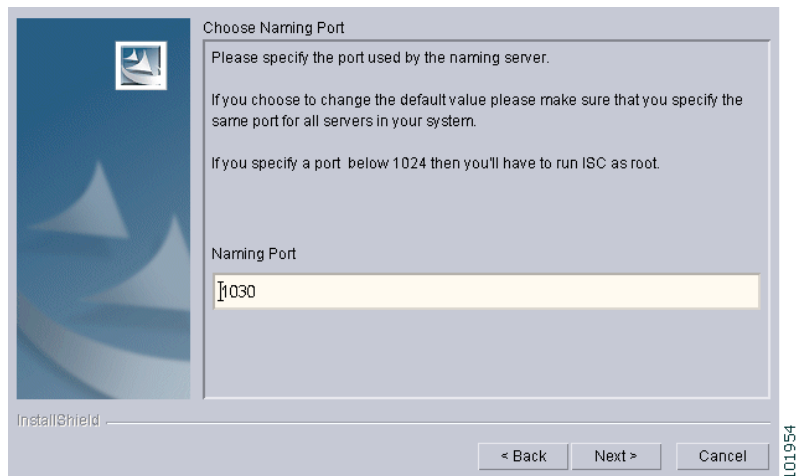 Choose Naming Port
Please specify the port used by the naming server.
If you choose to change the default value please make sure that you specify the
same port for all servers in your system.
If you specify a port below 1024 then you'll have to run ISC as root.
Naming Port
1030
InstallShield
< Back
Next >
Cancel
101954